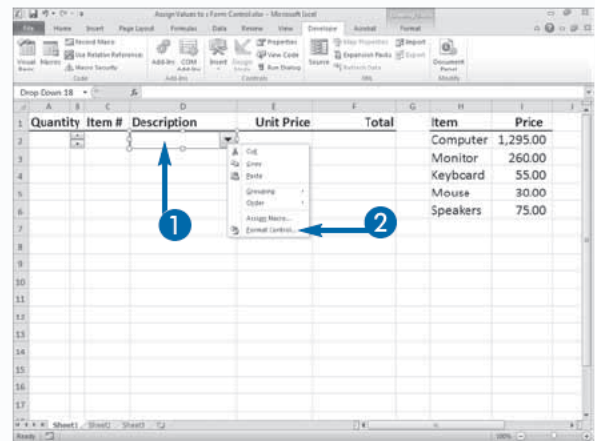 Assign Values to a Form Control.xlsx - Microsoft Excel
File Home Insert Page Layout Formulas Data Review View Developer Acrobat Format
Visual Basic Macros Record Macro Use Relative References Macro Security Add-Ins COM Add-Ins Insert Design Mode Properties View Code Run Dialog Source Map Properties Expansion Packs Refresh Data Import Export Document Panel
Code Add-Ins Controls XML Modify
Drop Down 18 fx
A B C D E F G H I J
1 Quantity Item # Description Unit Price Total Item Price
2 Computer 1,295.00
3 Monitor 260.00
4 Keyboard 55.00
5 Mouse 30.00
6 Speakers 75.00
7
8
9
10
11
12
13
14
15
16
17
Cut
Copy
Paste
Grouping
Order
Assign Macro...
Format Control...
1
2
Sheet1 Sheet2 Sheet3
Ready 100%